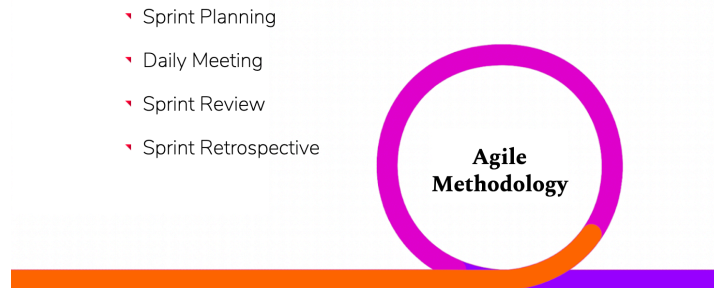 Sprint Planning
Daily Meeting
Sprint Review
Sprint Retrospective
Agile
Methodology